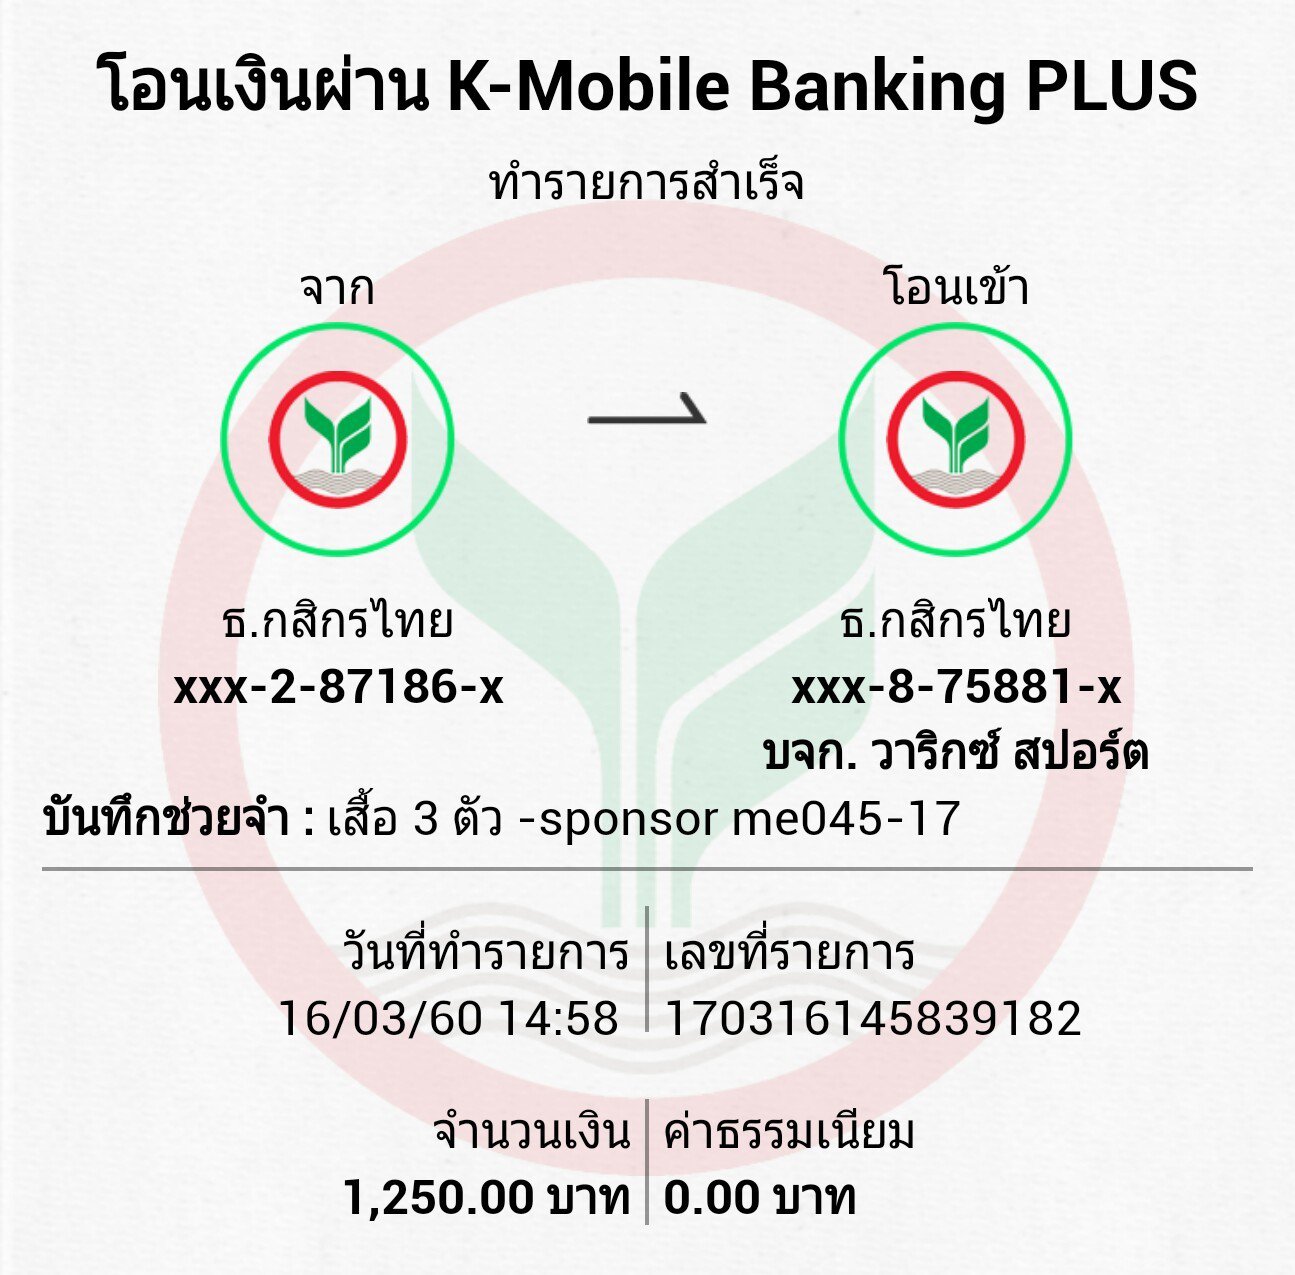 โอนเงินผ่าน K-Mobile Banking PLUS
ทำรายการสำเร็จ
จาก
โอนเข้า
ธ.กสิกรไทย
xxx-2-87186-x
ธ.กสิกรไทย
xxx-8-75881-x
บจก. วาริกซ์ สปอร์ต
บันทึกช่วยจำ : เสื้อ 3 ตัว -sponsor me045-17
วันที่ทำรายการ
16/03/60 14:58
เลขที่รายการ
170316145839182
จำนวนเงิน
1,250.00 บาท
ค่าธรรมเนียม
0.00 บาท